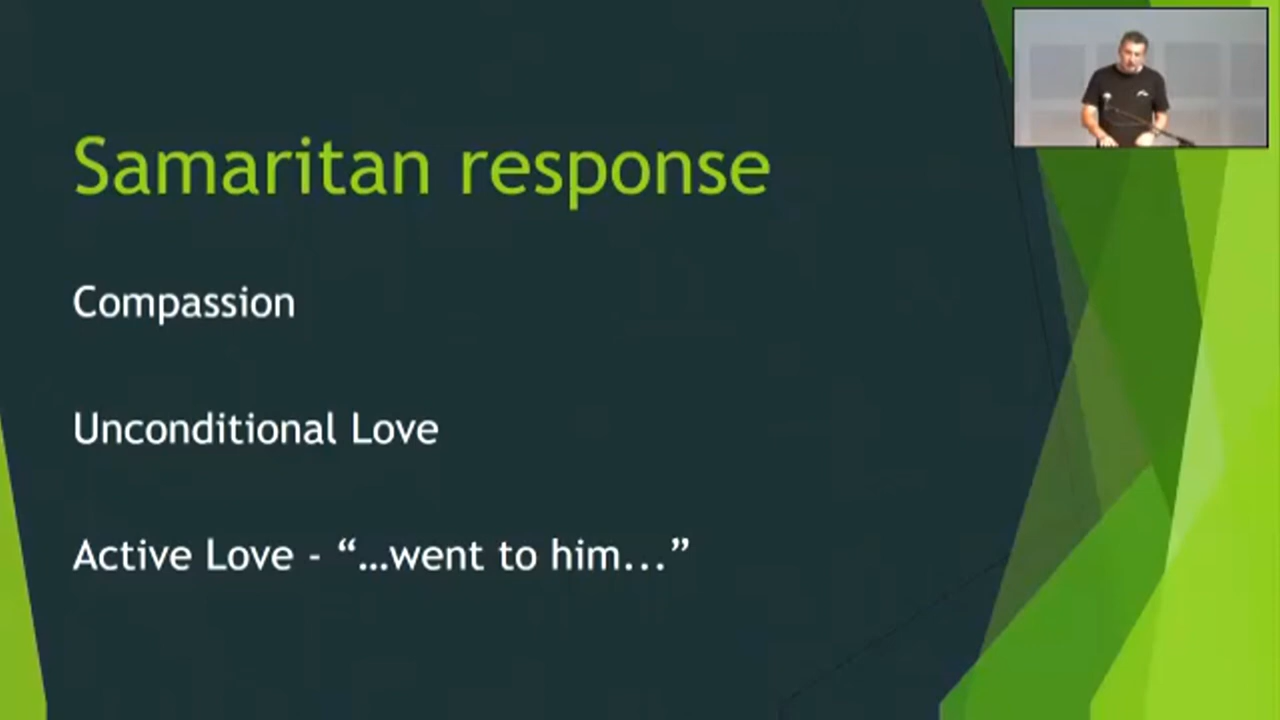 Samaritan response
Compassion
Unconditional Love
Active Love - “…went to him...”